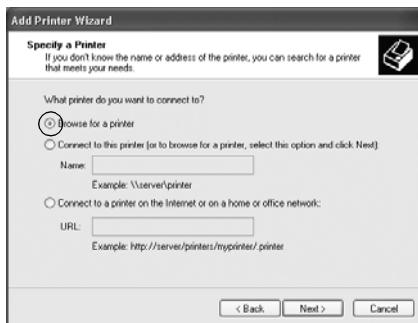 Add Printer Wizard
Specify a Printer
If you don't know the name or address of the printer, you can search for a printer
that meets your needs.
What printer do you want to connect to?
Browse for a printer
Connect to this printer (or to browse for a printer, select this option and click Next):
Name:
Example: \\server\printer
Connect to a printer on the Internet or on a home or office network:
URL:
Example: http://server/printers/myprinter/.printer
< Back Next > Cancel